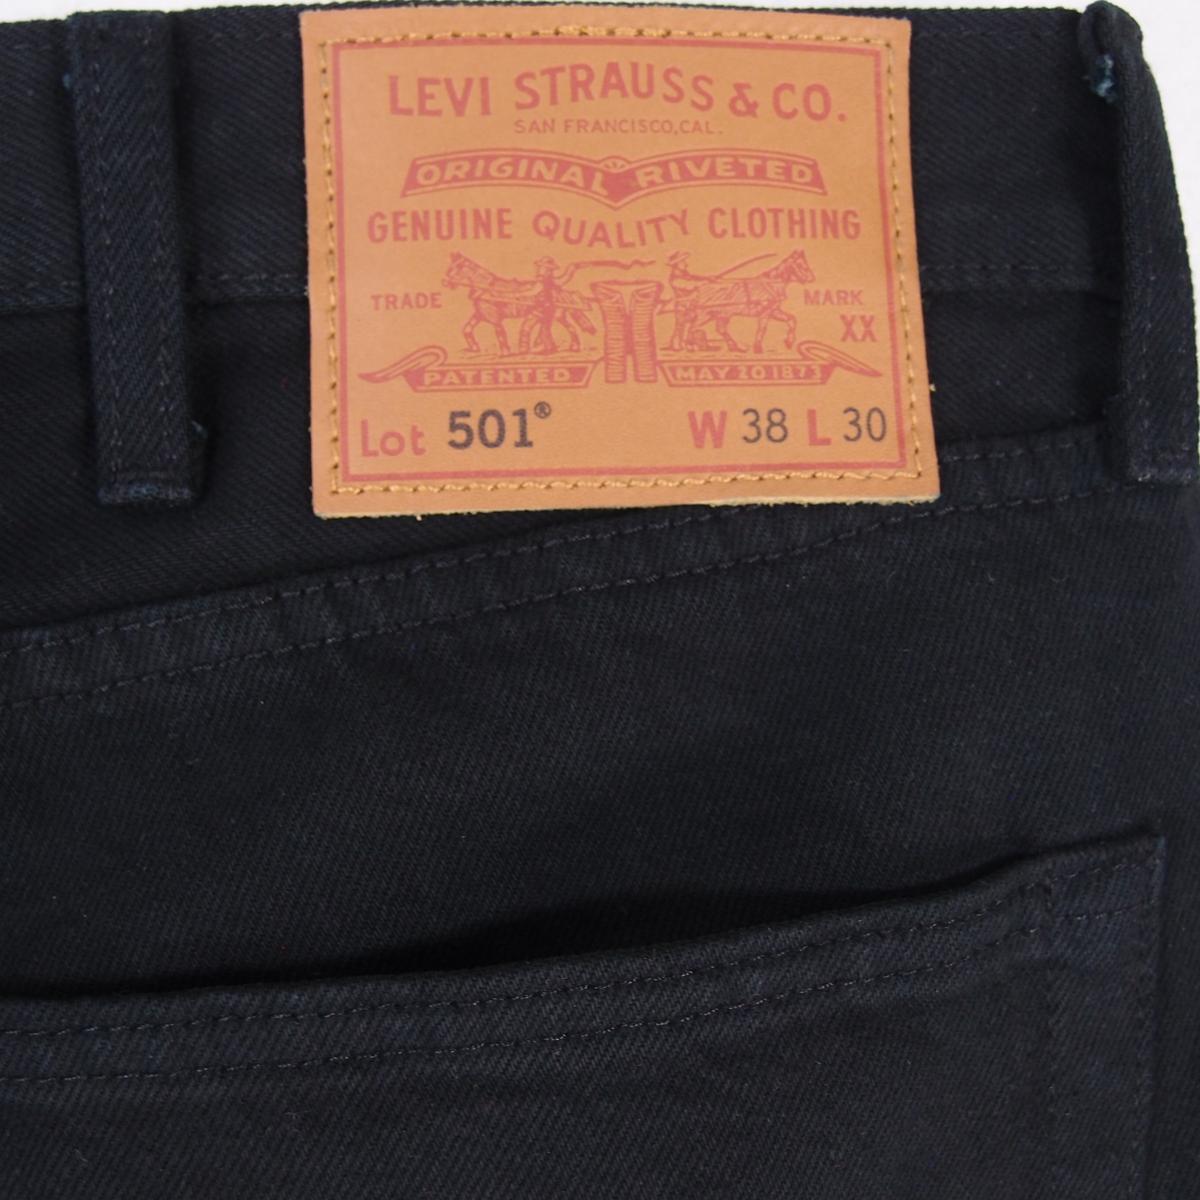 LEVI STRAUSS & CO.
SAN FRANCISCO, CAL.
ORIGINAL RIVETED
GENUINE QUALITY CLOTHING
TRADE MARK
XX
PATENTED MAY 20 1873
Lot 501® W 38 L 30